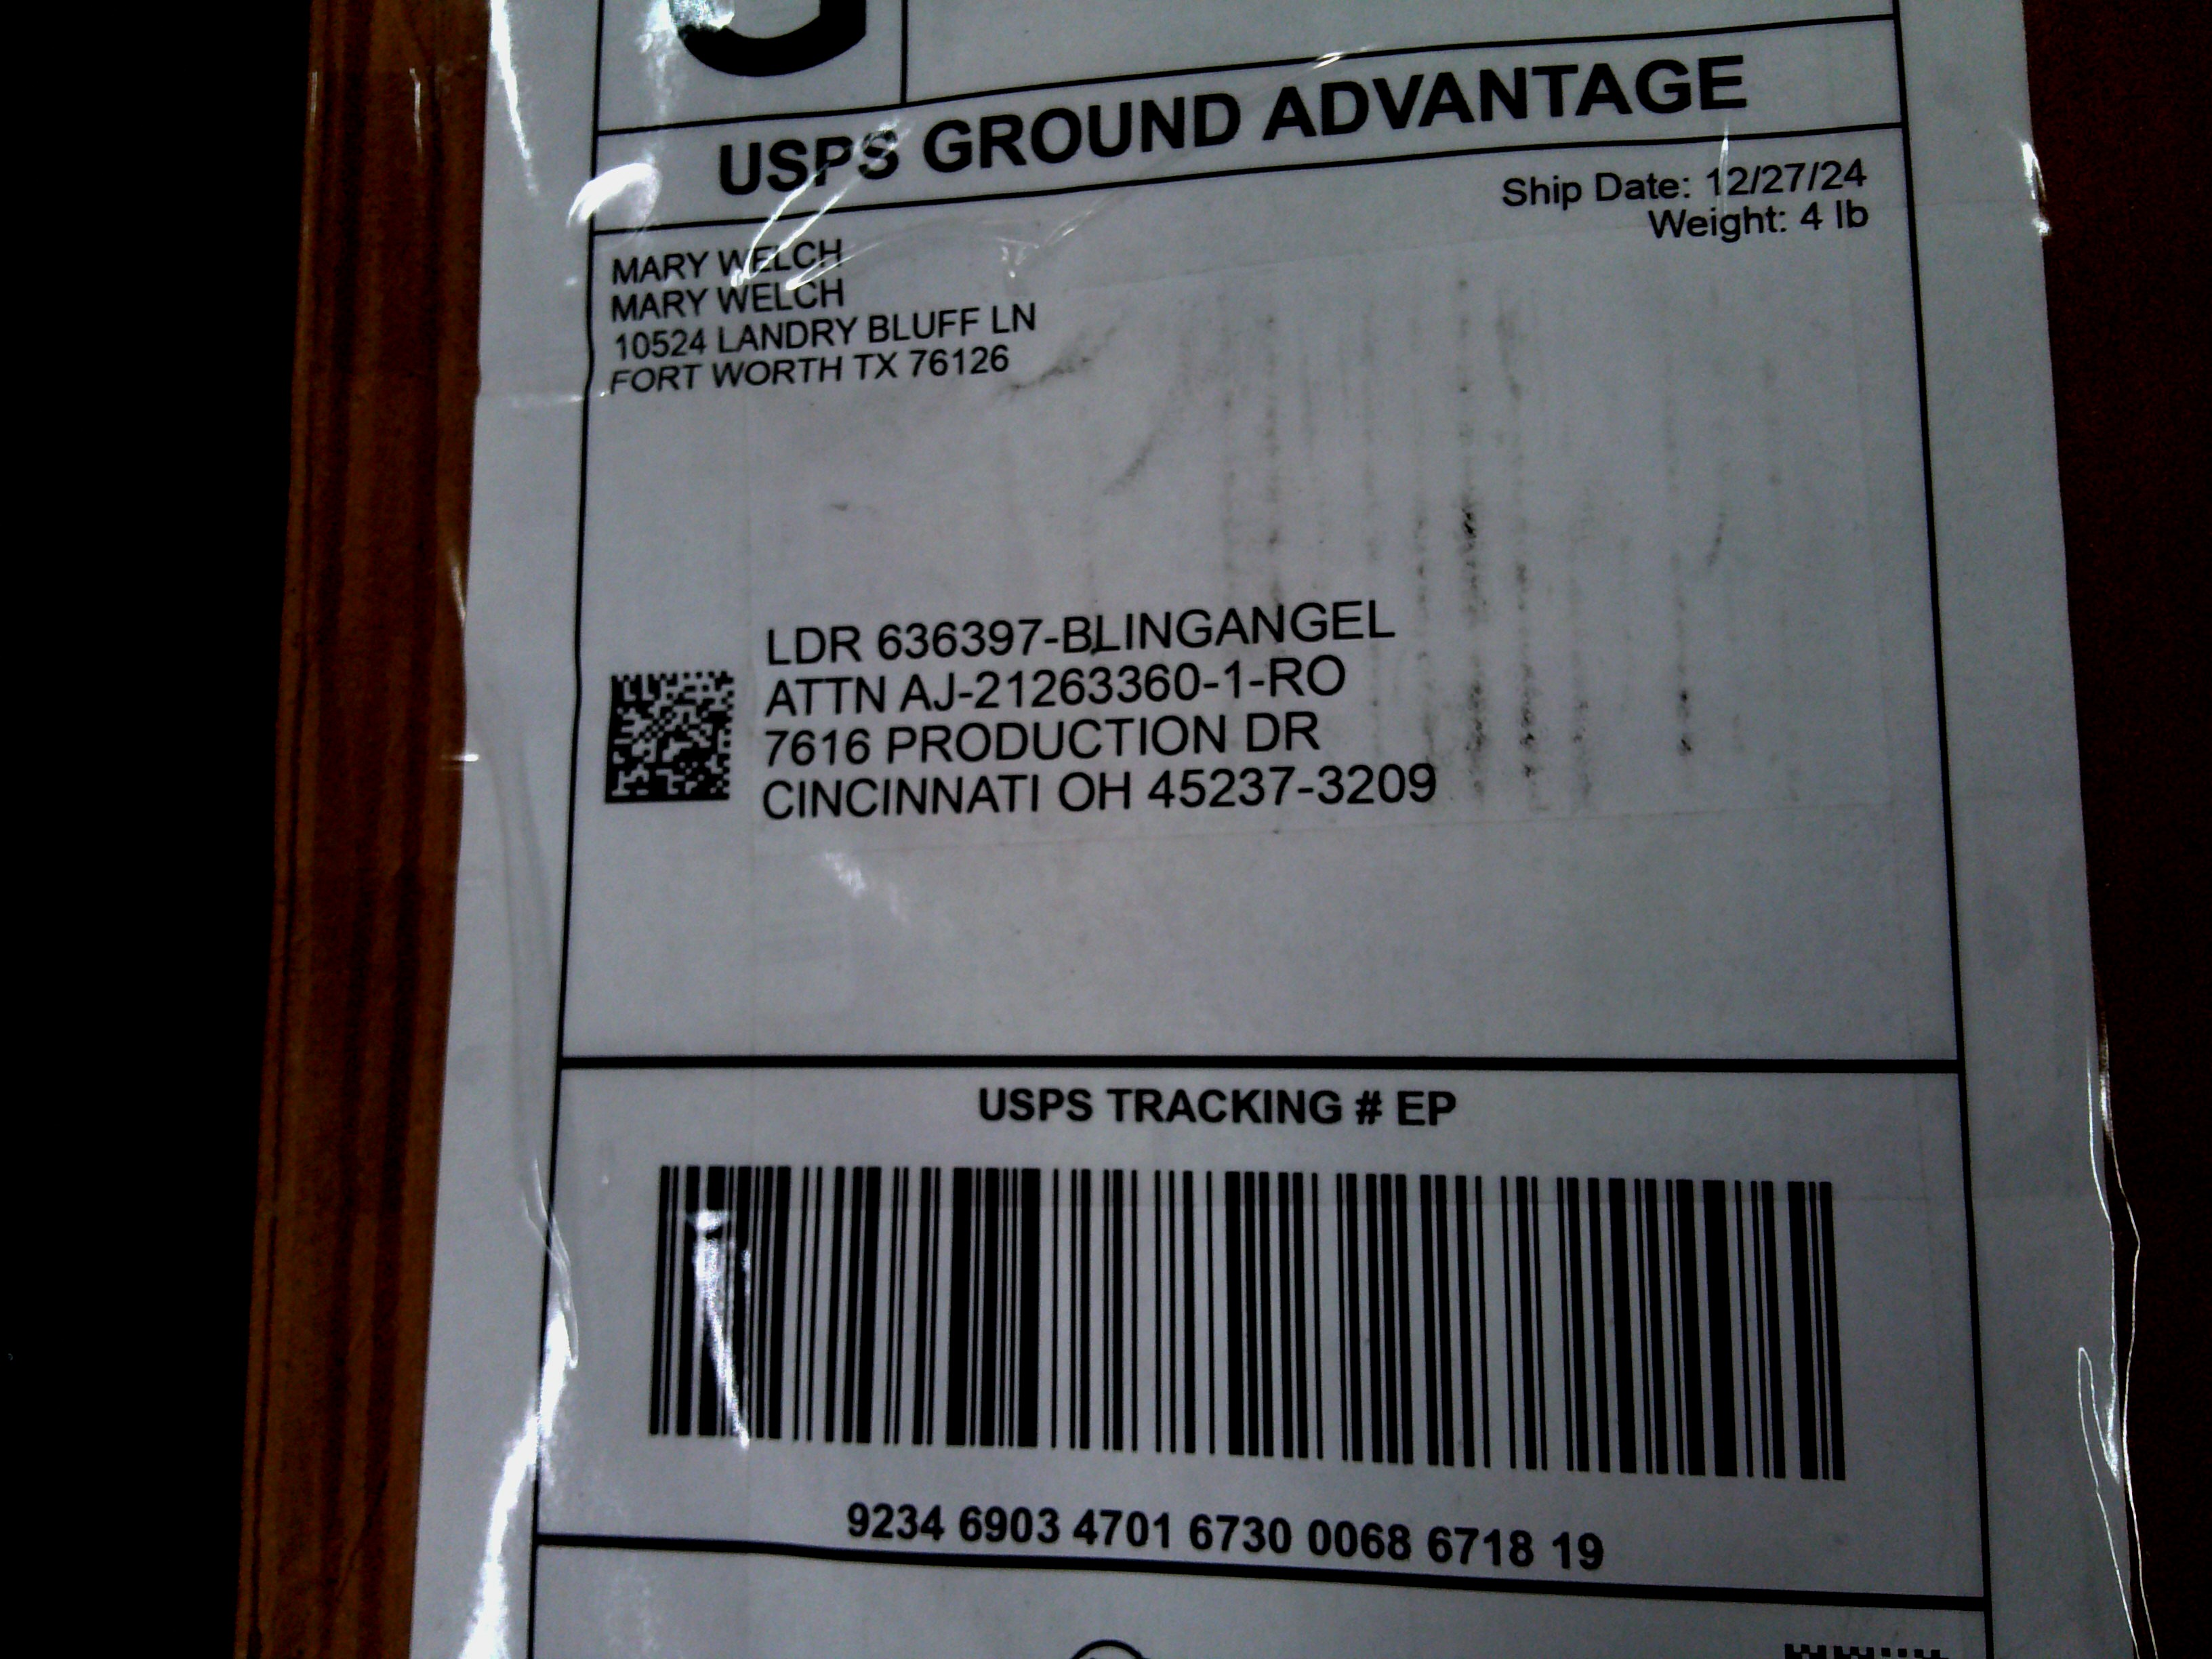 USPS GROUND ADVANTAGE
Ship Date: 12/27/24
Weight: 4 lb
MARY WELCH
MARY WELCH
10524 LANDRY BLUFF LN
FORT WORTH TX 76126
LDR 636397-BLINGANGEL
ATTN AJ-21263360-1-RO
7616 PRODUCTION DR
CINCINNATI OH 45237-3209
USPS TRACKING # EP
9234 6903 4701 6730 0068 6718 19